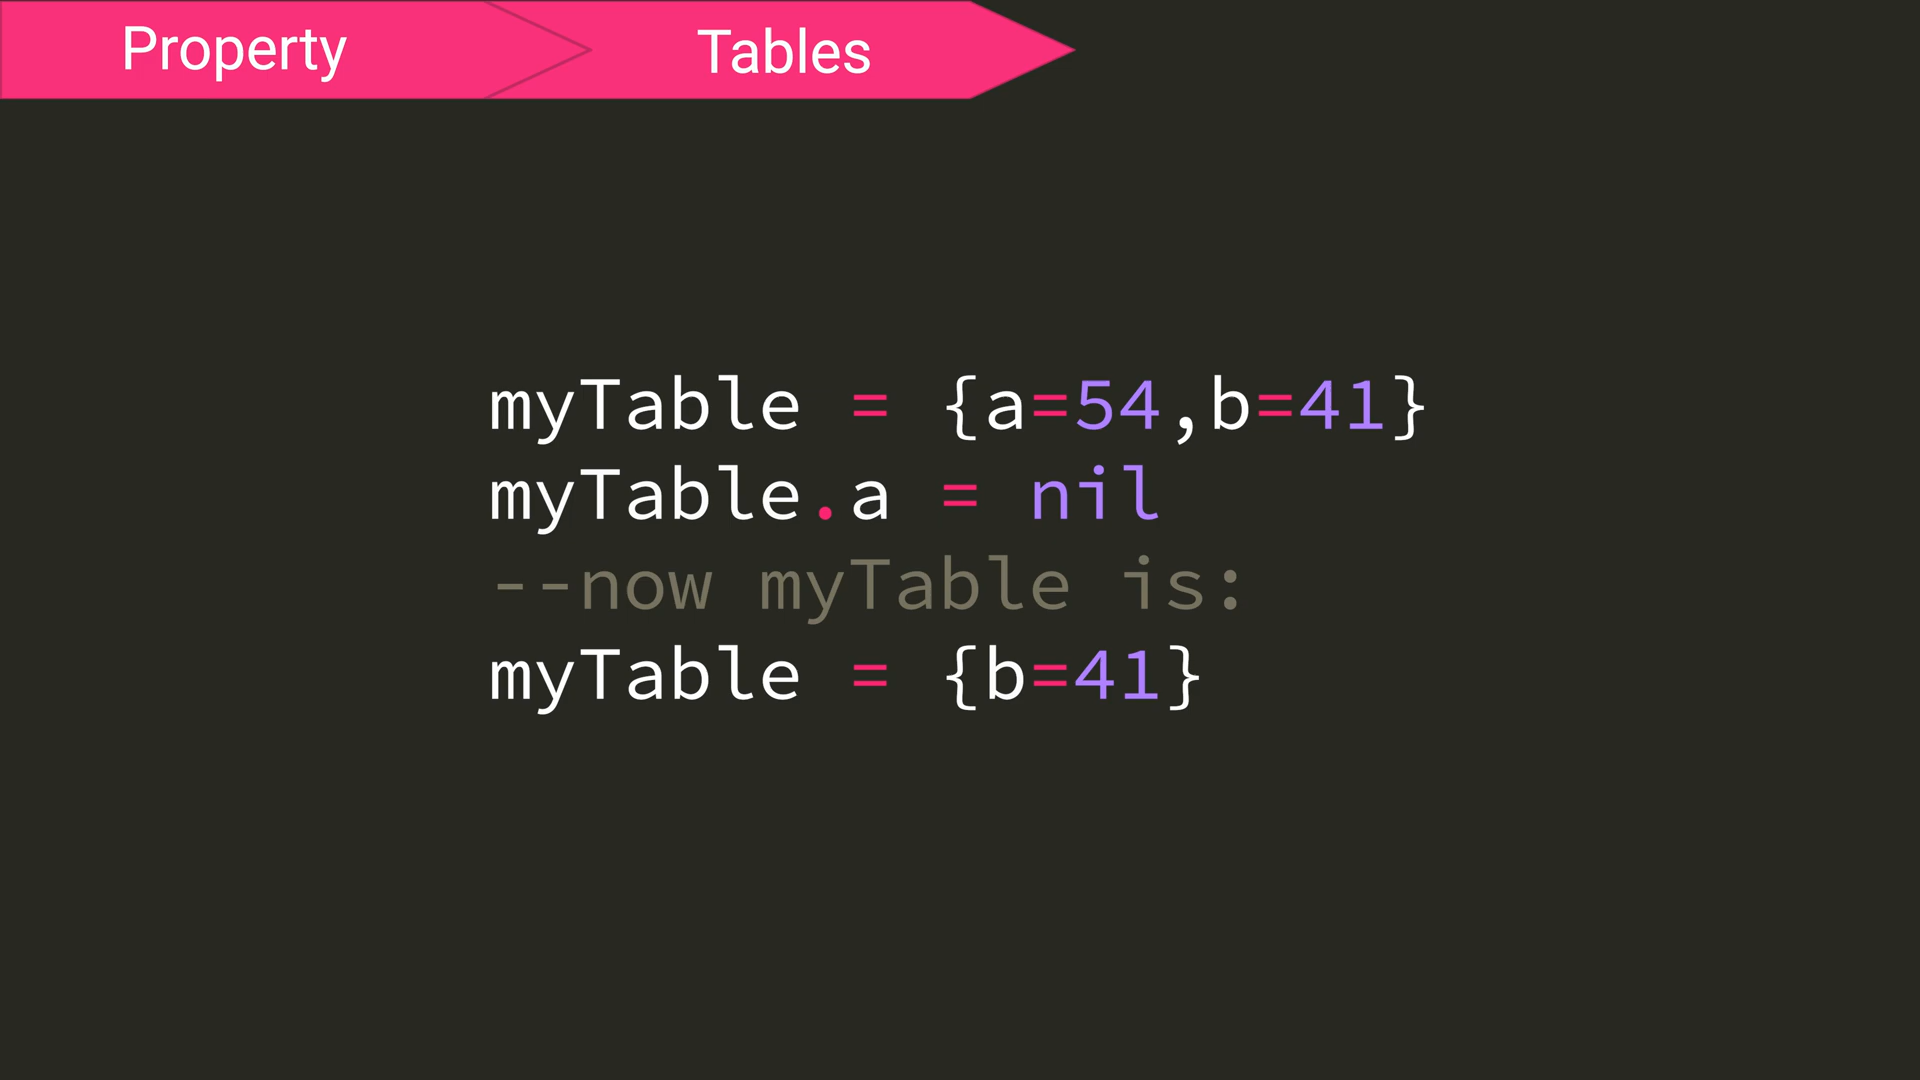 Property
Tables
myTable = {a=54,b=41}
myTable.a = nil
--now myTable is:
myTable = {b=41}